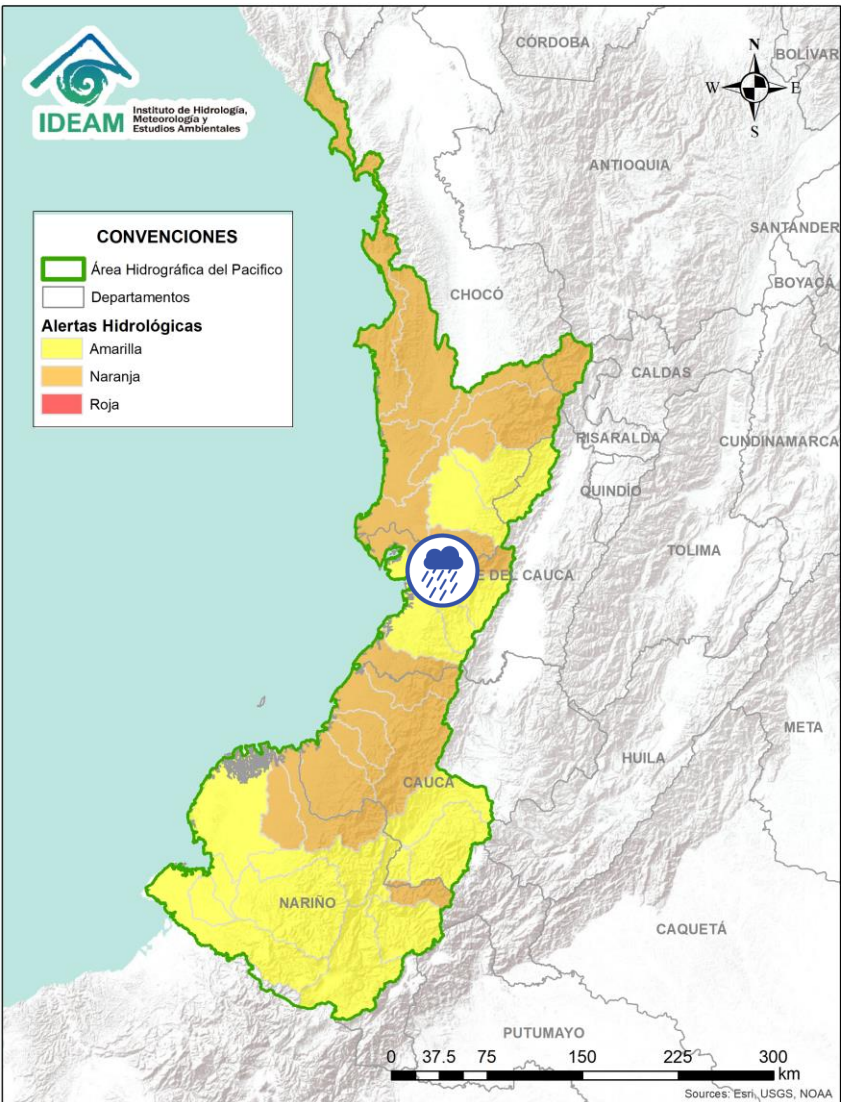 IDEAM
Instituto de Hidrología,
Meteorología y
Estudios Ambientales
N
W
E
S
CÓRDOBA
BOLÍVAR
ANTIOQUIA
SANTANDER
BOYACÁ
CONVENCIONES
Área Hidrográfica del Pacifico
Departamentos
Alertas Hidrológicas
Amarilla
Naranja
Roja
CHOCÓ
CALDAS
RISARALDA
CUNDINAMARCA
QUINDÍO
TOLIMA
E DEL CAUCA
META
HUILA
CAUCA
NARIÑO
CAQUETÁ
PUTUMAYO
0 37.5 75 150 225 300
km
Sources: Esri, USGS, NOAA